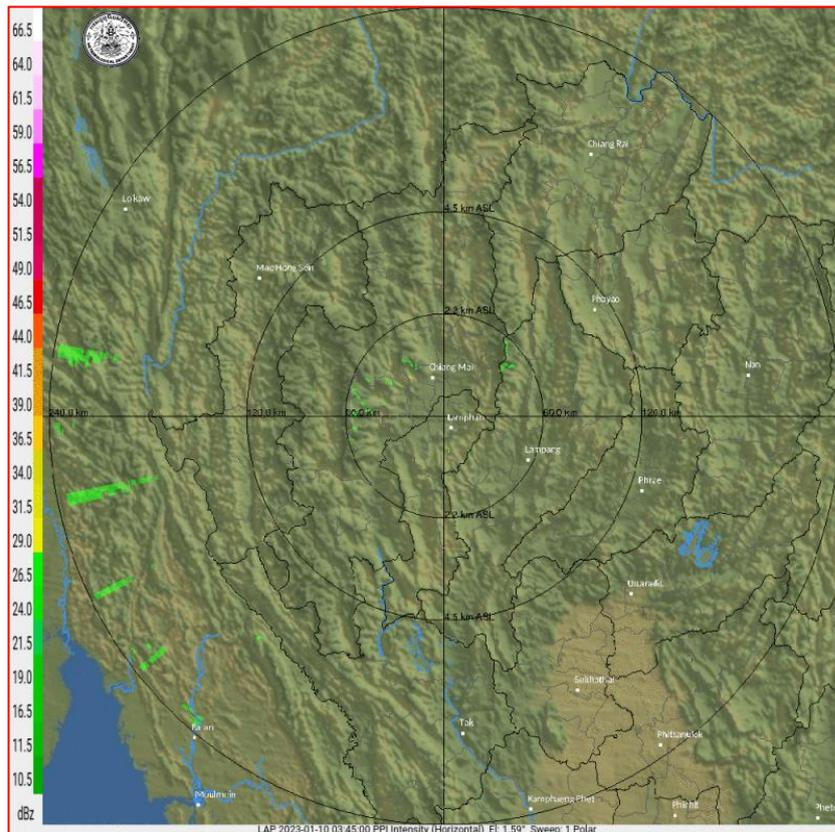 66.5
64.0
61.5
59.0
56.5
54.0
51.5
49.0
46.5
44.0
41.5
39.0
36.5
34.0
31.5
29.0
26.5
24.0
21.5
19.0
16.5
11.5
10.5
dBz
Chiang Rai
Loikaw
4.5 km ASL
Mae Hong Son
Phayao
2.2 km ASL
Nan
Chiang Mai
240.0 km
120.0 km
60.0 km
60.0 km
120.0 km
Lamphun
Lampang
Phrae
2.2 km ASL
Uttaradit
4.5 km ASL
Sukhothai
Tak
Pa'an
Phitsanulok
Moulmein
Kamphaeng Phet
Phichit
LAP 2023-01-10 03:45:00 PPI Intensity (Horizontal) El: 1.59° Sweep: 1 Polar